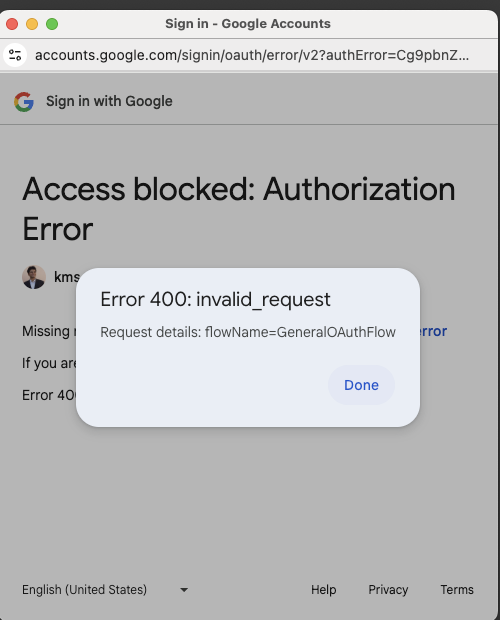 Sign in - Google Accounts
accounts.google.com/signin/oauth/error/v2?authError=Cg9pbnZ...
Sign in with Google
Access blocked: Authorization
Error
kms
Error 400: invalid_request
Request details: flowName=GeneralOAuthFlow
Done
Missing rror
If you are
Error 40
English (United States)
Help Privacy Terms